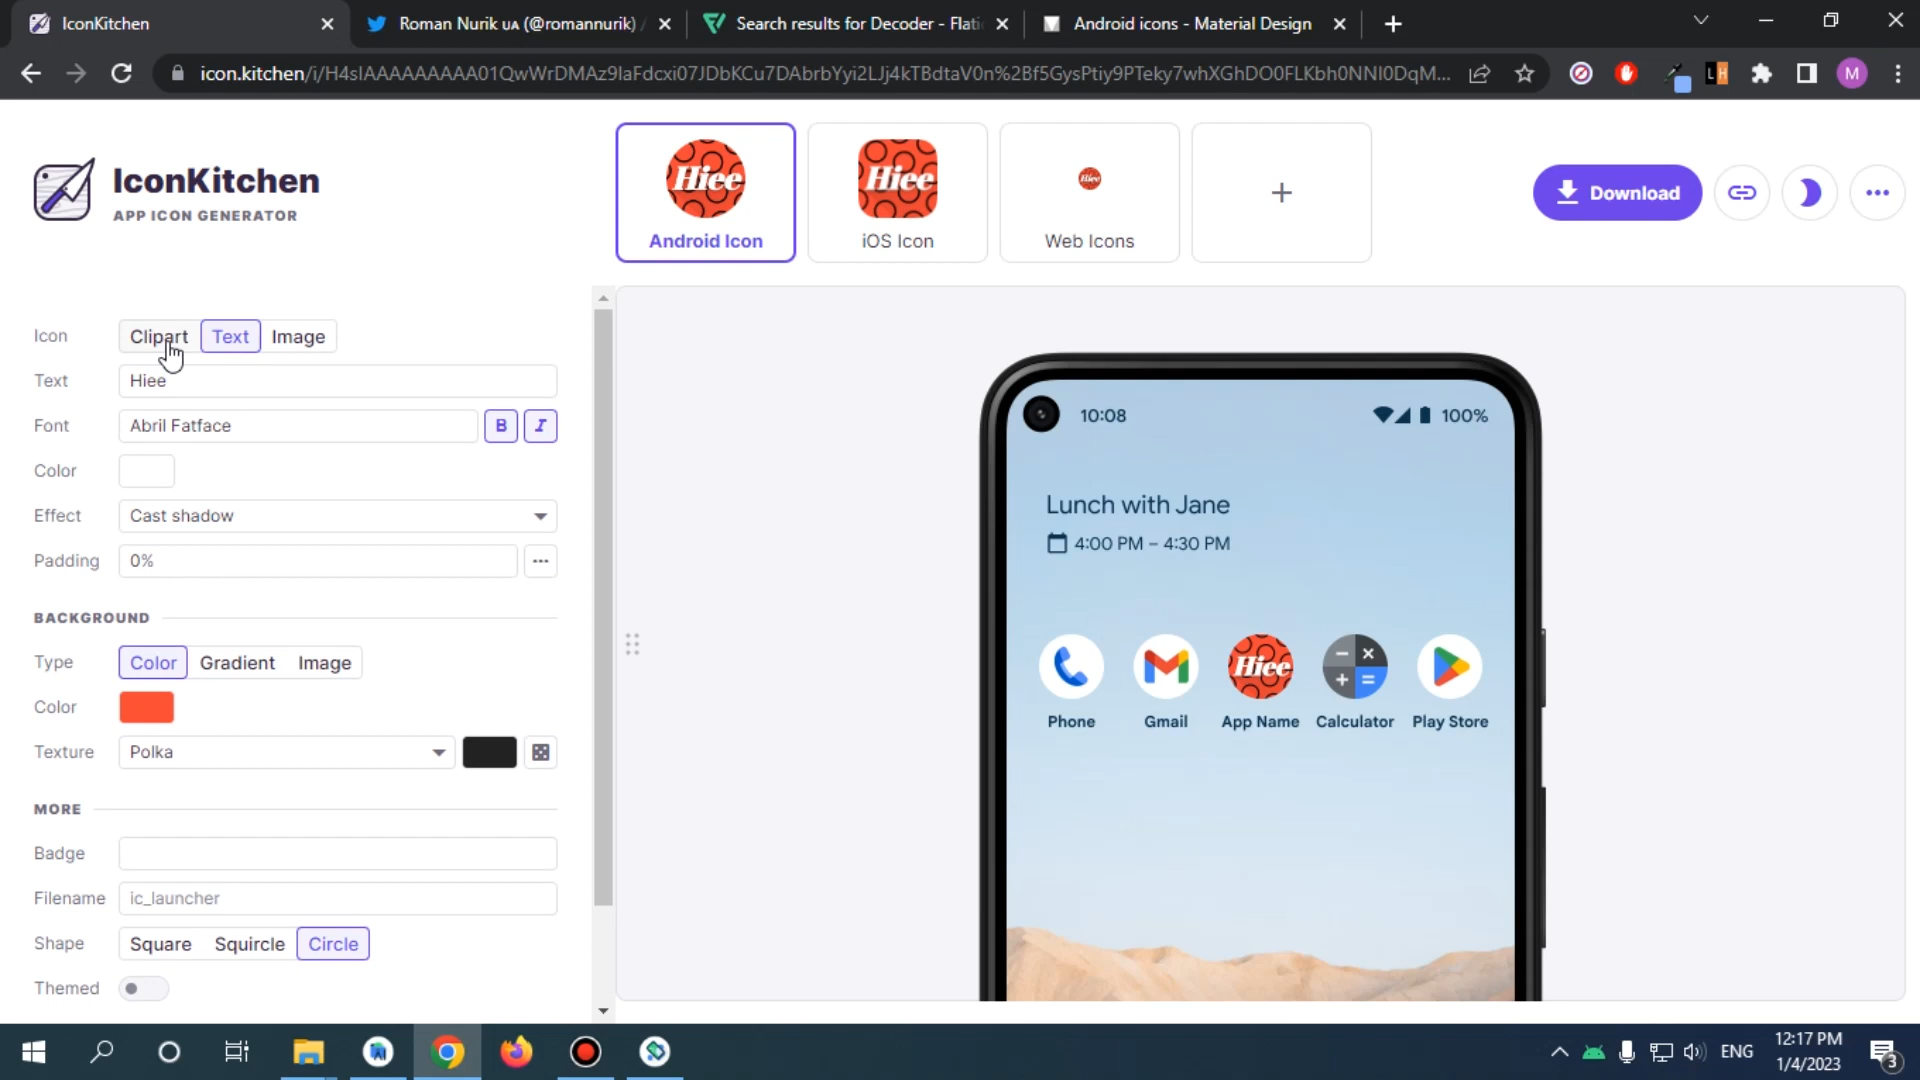 IconKitchen
Roman Nurik UA (@romannurik) /
Search results for Decoder - Flati
Android icons - Material Design
icon.kitchen/i/H4sIAAAAAAAAA01QwWrDMAz9laFdcxi07JDbKCu7DAbrbYyi2LJj4kTBdtaV0n%2Bf5GysPtiy9PTeky7whXGhDO0FLKbh0NNI0DqM...
LH
M
IconKitchen
APP ICON GENERATOR
Hiee
Android Icon
Hiee
iOS Icon
Hiee
Web Icons
+
Download
Icon
Clipart
Text
Image
Text
Hiee
Font
Abril Fatface
B
I
Color
Effect
Cast shadow
Padding
0%
BACKGROUND
Type
Color
Gradient
Image
Color
Texture
Polka
MORE
Badge
Filename
ic_launcher
Shape
Square
Squircle
Circle
Themed
10:08
100%
Lunch with Jane
4:00 PM – 4:30 PM
Hiee
Phone
Gmail
App Name
Calculator
Play Store
ENG
12:17 PM
1/4/2023
3